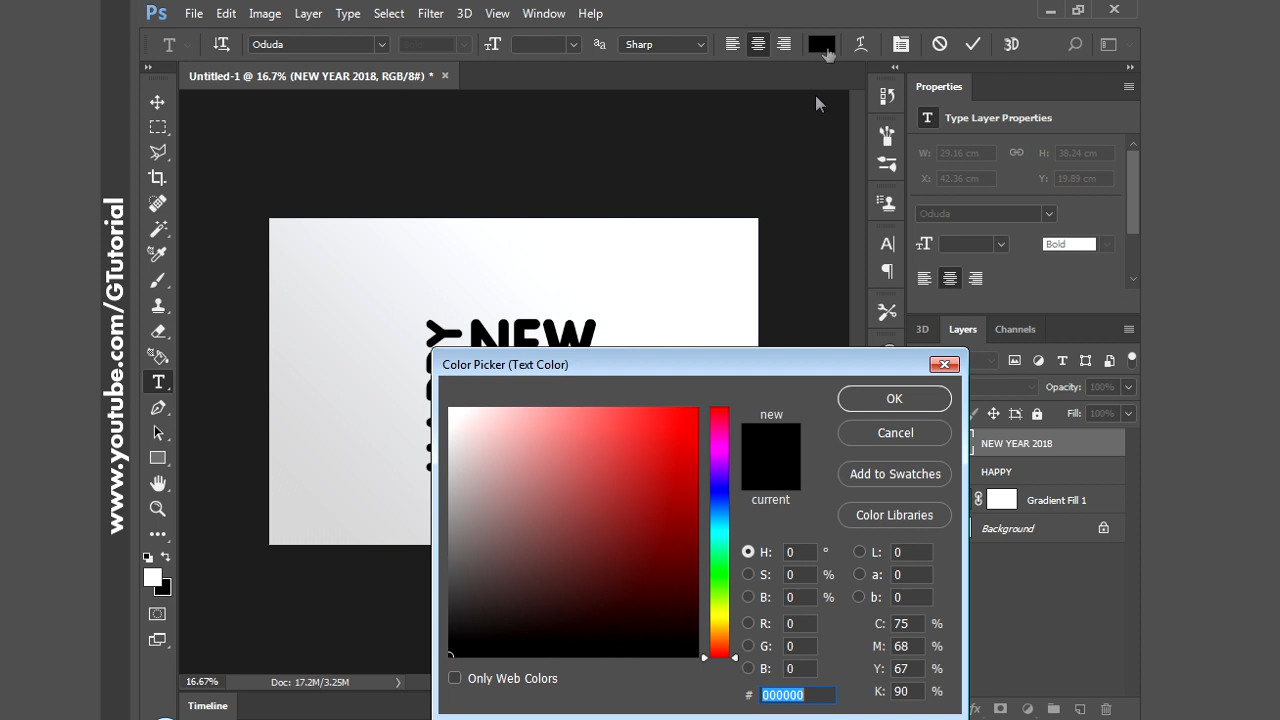 Ps File Edit Image Layer Type Select Filter 3D View Window Help
T Oduda Bold Sharp 3D
Untitled-1 @ 16.7% (NEW YEAR 2018, RGB/8#) *
Properties
T Type Layer Properties
W: 29.16 cm H: 38.24 cm
X: 42.36 cm Y: 19.89 cm
Oduda
Bold
www.youtube.com/GTutorial
NEW
Color Picker (Text Color)
new
current
OK
Cancel
Add to Swatches
Color Libraries
H: 0 ° L: 0
S: 0 % a: 0
B: 0 % b: 0
R: 0 C: 75 %
G: 0 M: 68 %
B: 0 Y: 67 %
# 000000 K: 90 %
Only Web Colors
3D Layers Channels
Opacity: 100%
Fill: 100%
NEW YEAR 2018
HAPPY
Gradient Fill 1
Background
16.67% Doc: 17.2M/3.25M
Timeline
fx